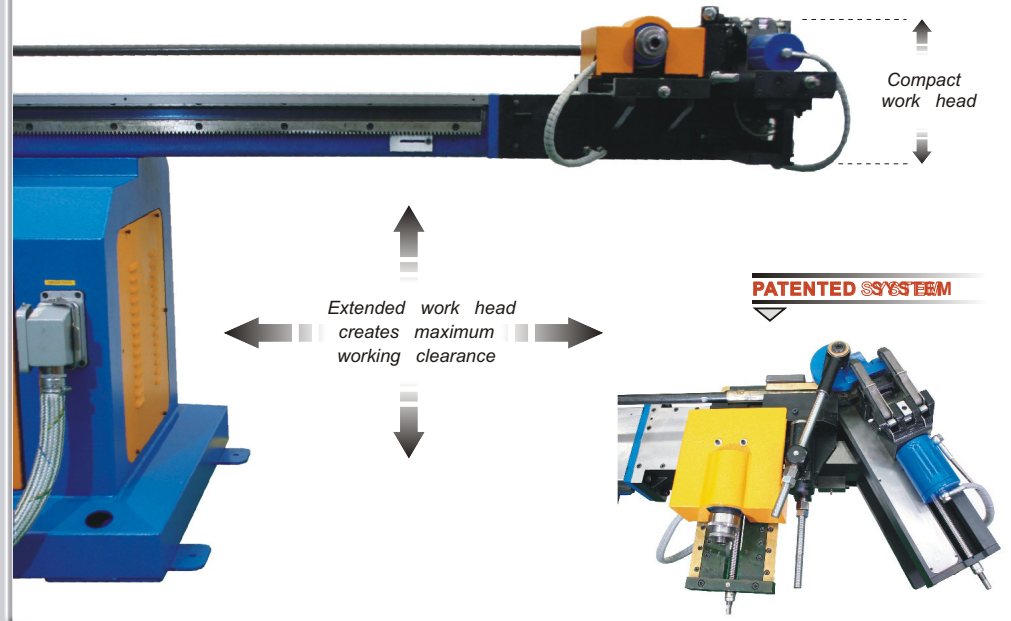 Compact
work head
Extended work head
creates maximum
working clearance
PATENTED SYSTEM